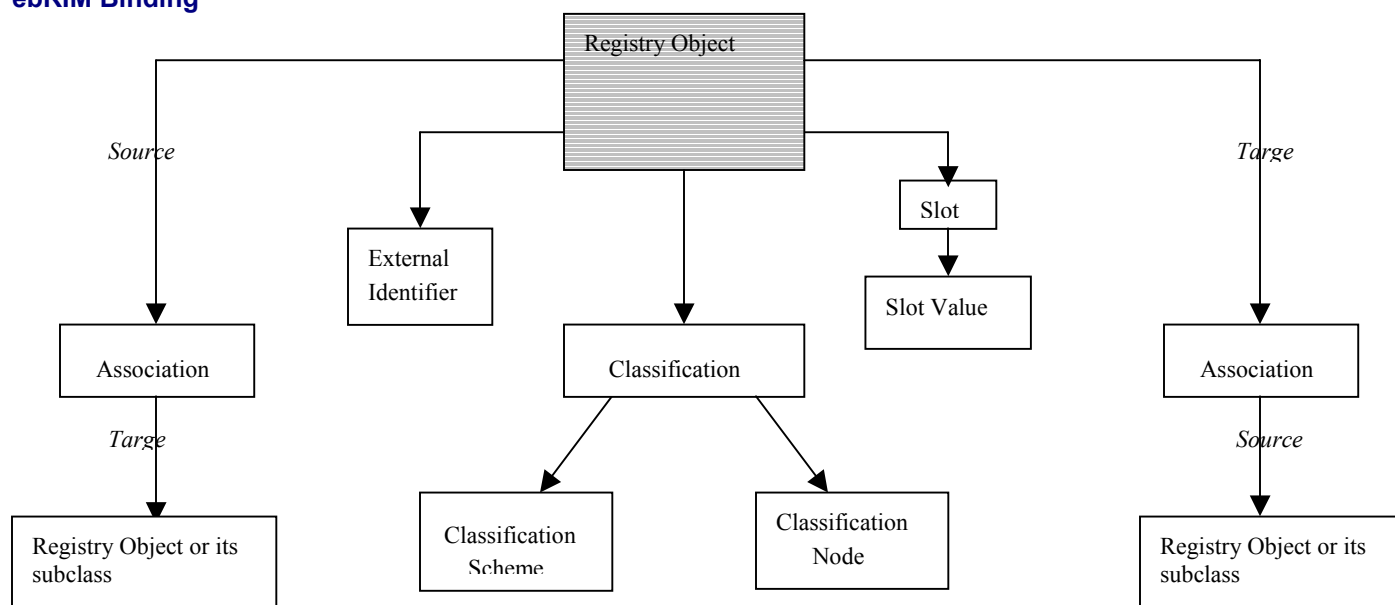 ebRIM Binding
Registry Object
Source
Targe
Slot
External
Identifier
Slot Value
Association
Classification
Association
Targe
Source
Classification
Scheme
Classification
Node
Registry Object or its
subclass
Registry Object or its
subclass